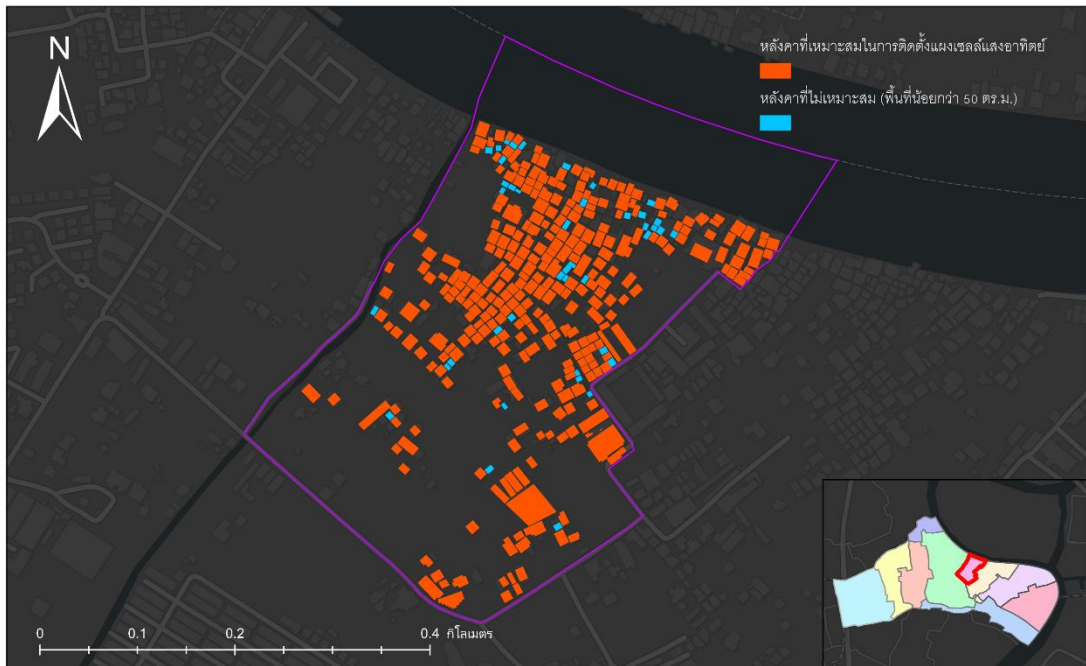 N
หลังคาที่เหมาะสมในการติดตั้งแผงเซลล์แสงอาทิตย์
หลังคาที่ไม่เหมาะสม (พื้นที่น้อยกว่า 50 ตร.ม.)
0 0.1 0.2 0.4 กิโลเมตร